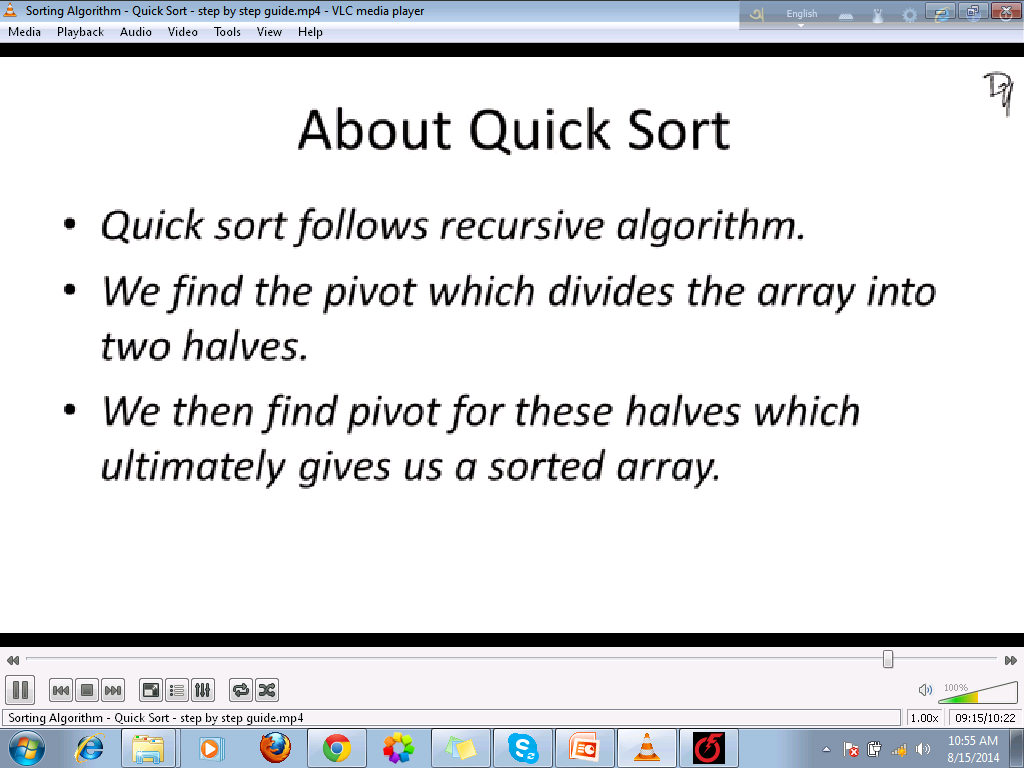 Sorting Algorithm - Quick Sort - step by step guide.mp4 - VLC media player
English
Media Playback Audio Video Tools View Help
About Quick Sort
• Quick sort follows recursive algorithm.
• We find the pivot which divides the array into
two halves.
• We then find pivot for these halves which
ultimately gives us a sorted array.
100%
Sorting Algorithm - Quick Sort - step by step guide.mp4
1.00x 09:15/10:22
10:55 AM
8/15/2014